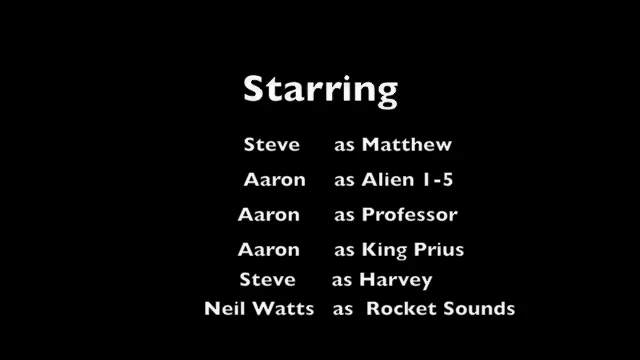 Starring
Steve as Matthew
Aaron as Alien 1-5
Aaron as Professor
Aaron as King Prius
Steve as Harvey
Neil Watts as Rocket Sounds